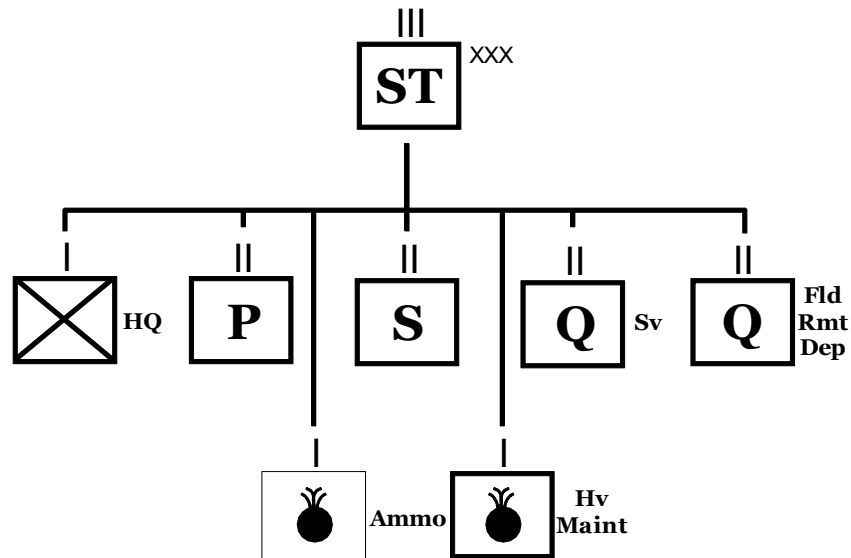 III
XXX
ST
I
II
II
II
II
HQ
P
S
Q
Sv
Q
Fld
Rmt
Dep
I
I
Ammo
Hv
Maint